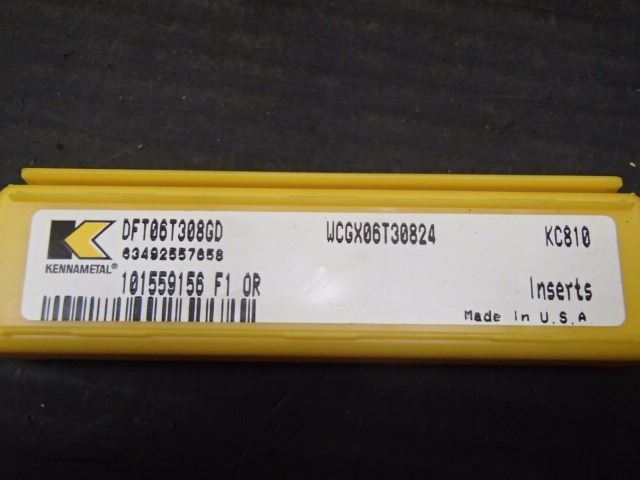 DFT06T308GD WCGX06T30824 KC810
63492557658
KENNAMETAL®
101559156 F1 OR Inserts
Made in U.S.A